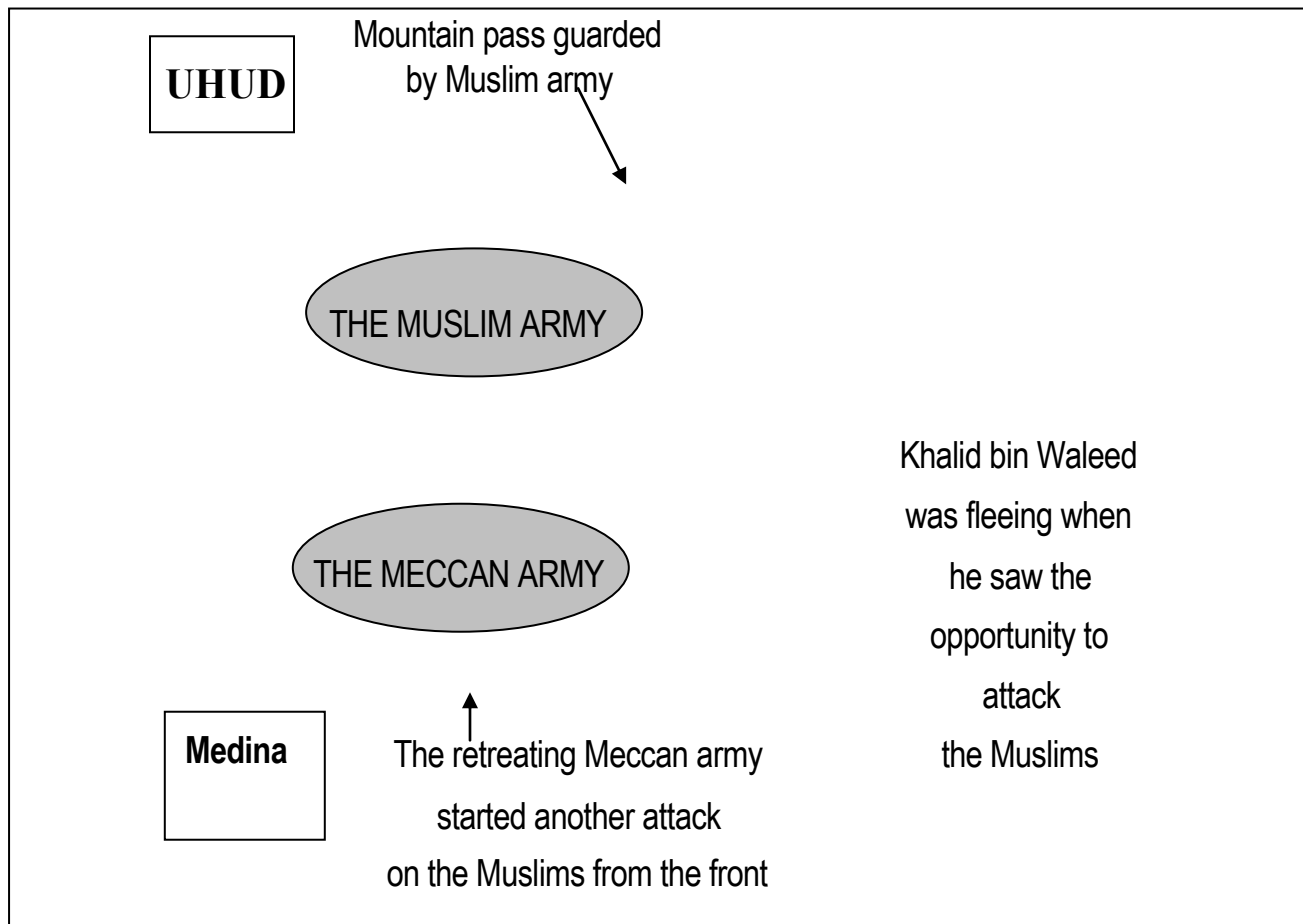 UHUD
Mountain pass guarded
by Muslim army
THE MUSLIM ARMY
THE MECCAN ARMY
Khalid bin Waleed
was fleeing when
he saw the
opportunity to
attack
the Muslims
Medina
The retreating Meccan army
started another attack
on the Muslims from the front